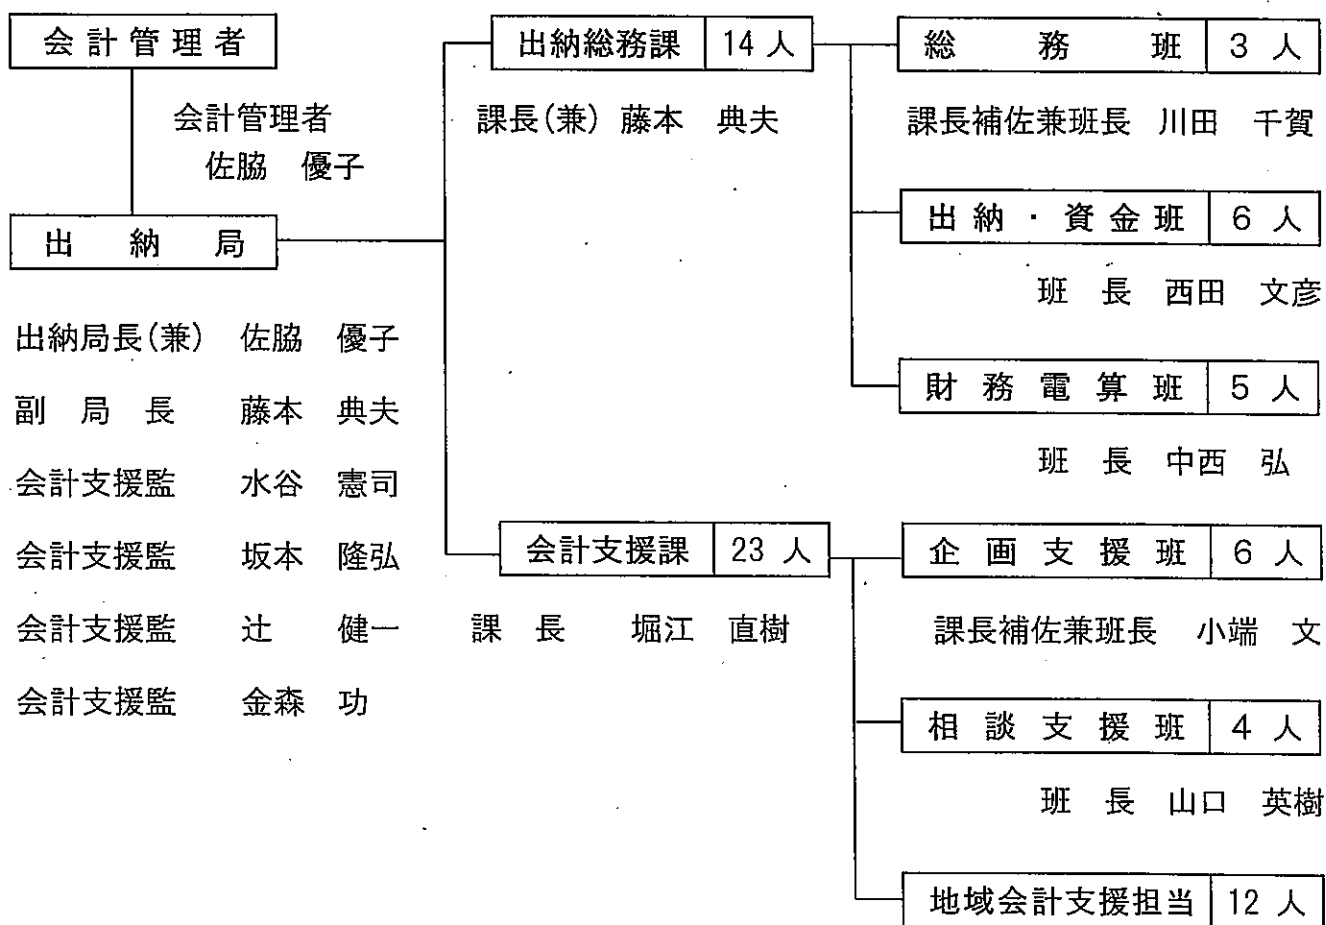 会計管理者
会計管理者
佐脇 優子
出納局
出納局長(兼) 佐脇 優子
副局長 藤本 典夫
会計支援監 水谷 憲司
会計支援監 坂本 隆弘
会計支援監 辻 健一
会計支援監 金森 功
出納総務課 14人
課長(兼) 藤本 典夫
総務班 3人
課長補佐兼班長 川田 千賀
出納・資金班 6人
班長 西田 文彦
財務電算班 5人
班長 中西 弘
会計支援課 23人
課長 堀江 直樹
企画支援班 6人
課長補佐兼班長 小端 文
相談支援班 4人
班長 山口 英樹
地域会計支援担当 12人